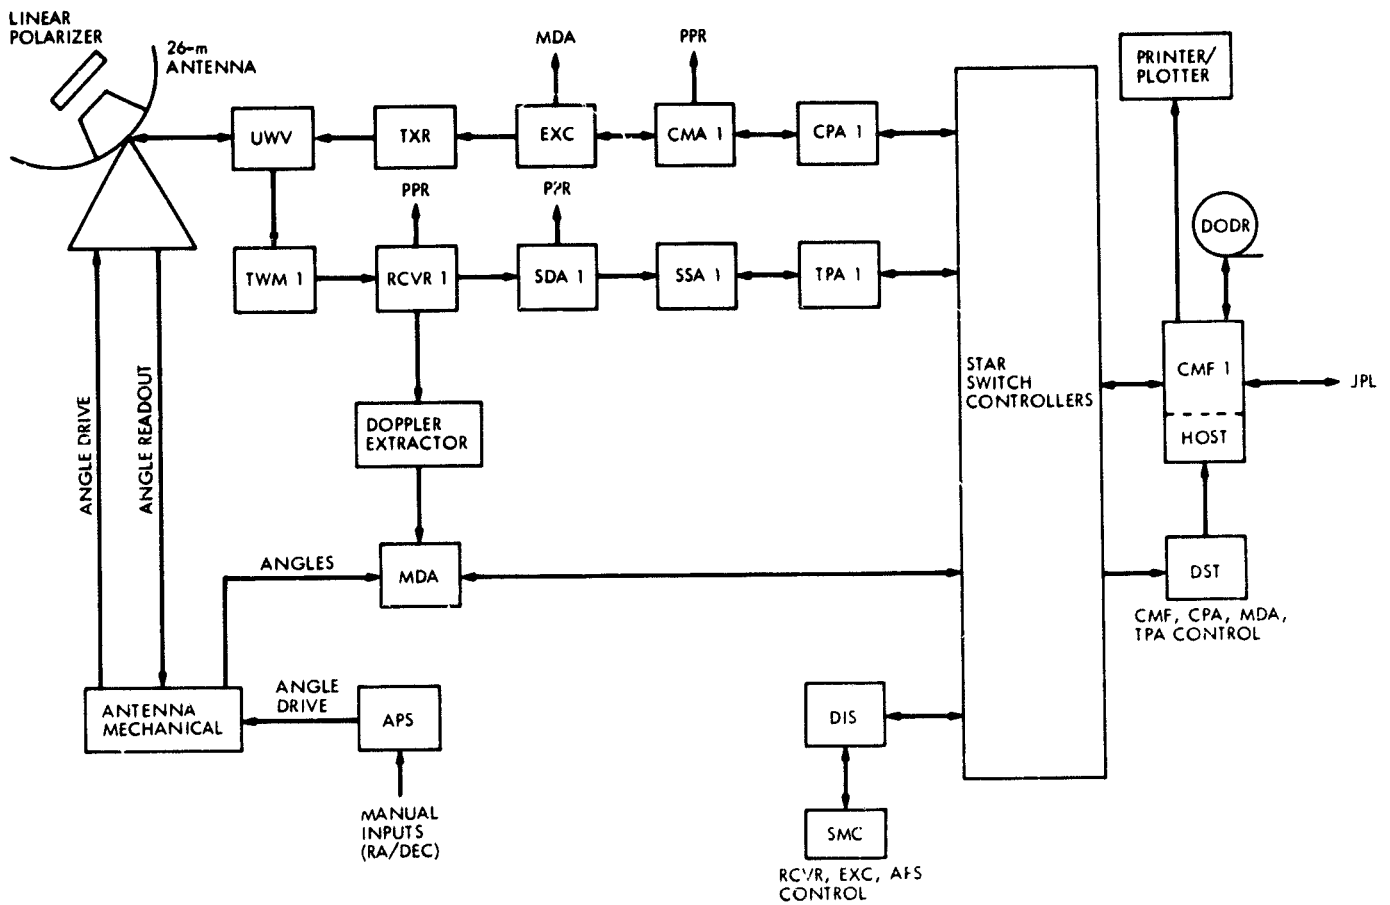 LINEAR
POLARIZER
26-m
ANTENNA
MDA
PPR
PRINTER/
PLOTTER
UWV
TXR
EXC
CMA 1
CPA 1
PPR
PPR
DODR
TWM 1
RCVR 1
SDA 1
SSA 1
TPA 1
STAR
SWITCH
CONTROLLERS
CMF 1
JPL
HOST
ANGLE DRIVE
ANGLE READOUT
DOPPLER
EXTRACTOR
ANGLES
MDA
DST
CMF, CPA, MDA,
TPA CONTROL
ANTENNA
MECHANICAL
ANGLE
DRIVE
APS
DIS
MANUAL
INPUTS
(RA/DEC)
SMC
RCVR, EXC, APS
CONTROL